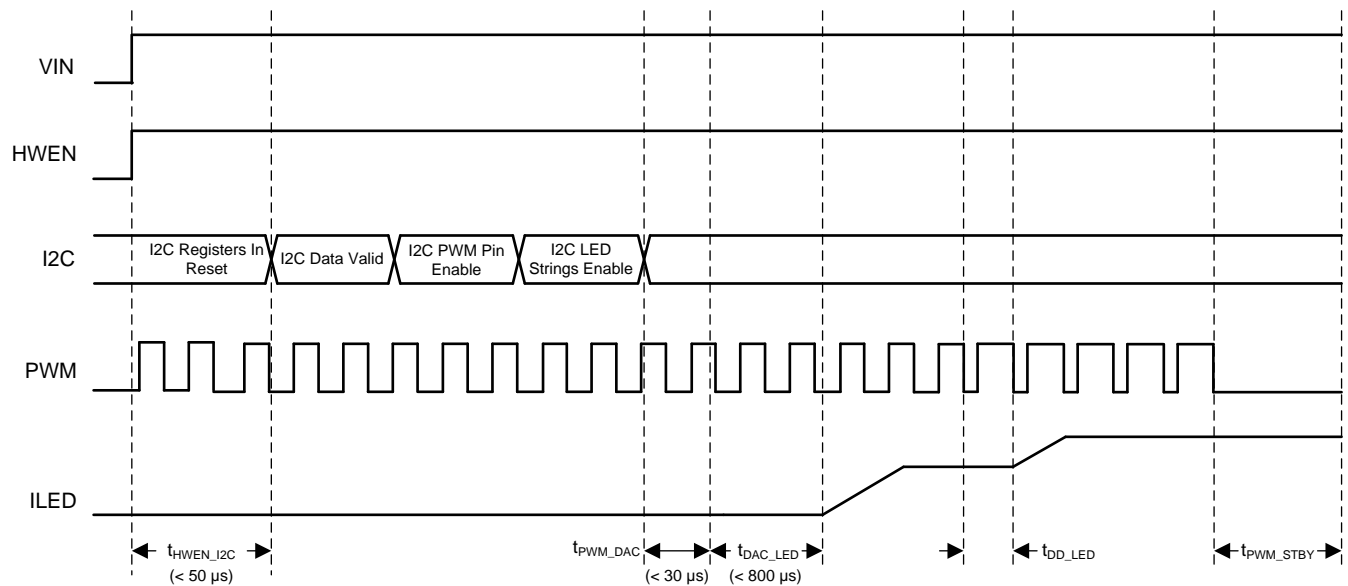 VIN
HWEN
I2C
I2C Registers In
Reset
I2C Data Valid
I2C PWM Pin
Enable
I2C LED
Strings Enable
PWM
ILED
tHWEN_I2C
(< 50 µs)
tPWM_DAC
(< 30 µs)
tDAC_LED
(< 800 µs)
tDD_LED
tPWM_STBY